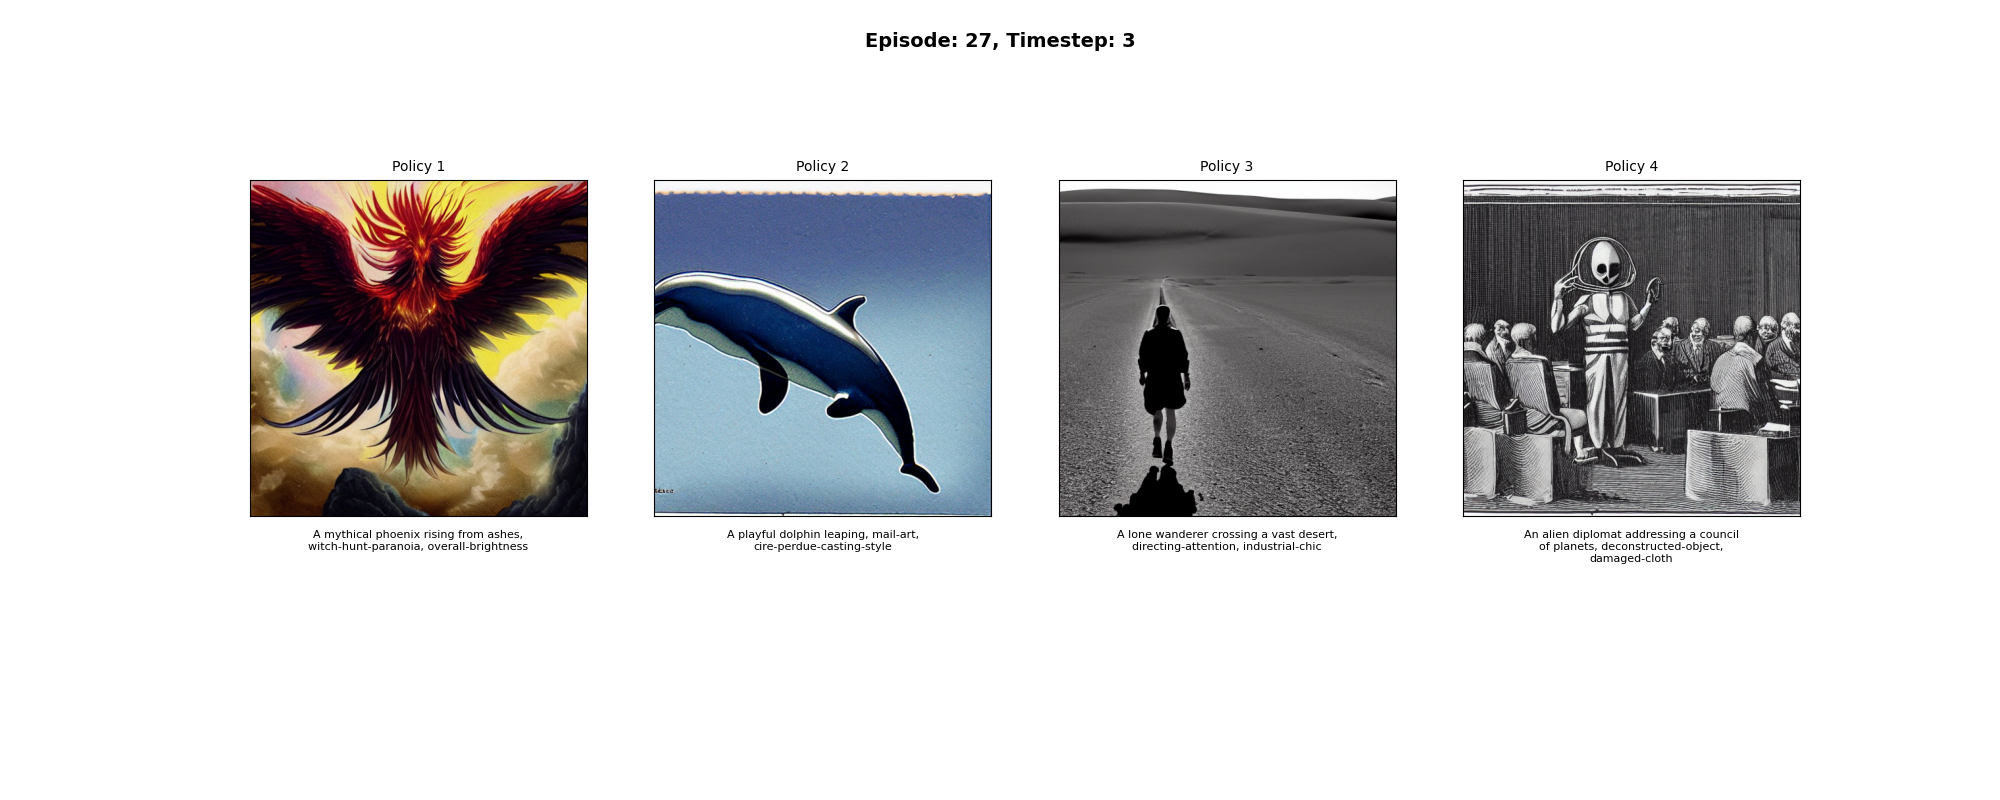 Episode: 27, Timestep: 3
Policy 1
Policy 2
Policy 3
Policy 4
A mythical phoenix rising from ashes,
witch-hunt-paranoia, overall-brightness
A playful dolphin leaping, mail-art,
cire-perdue-casting-style
A lone wanderer crossing a vast desert,
directing-attention, industrial-chic
An alien diplomat addressing a council
of planets, deconstructed-object,
damaged-cloth